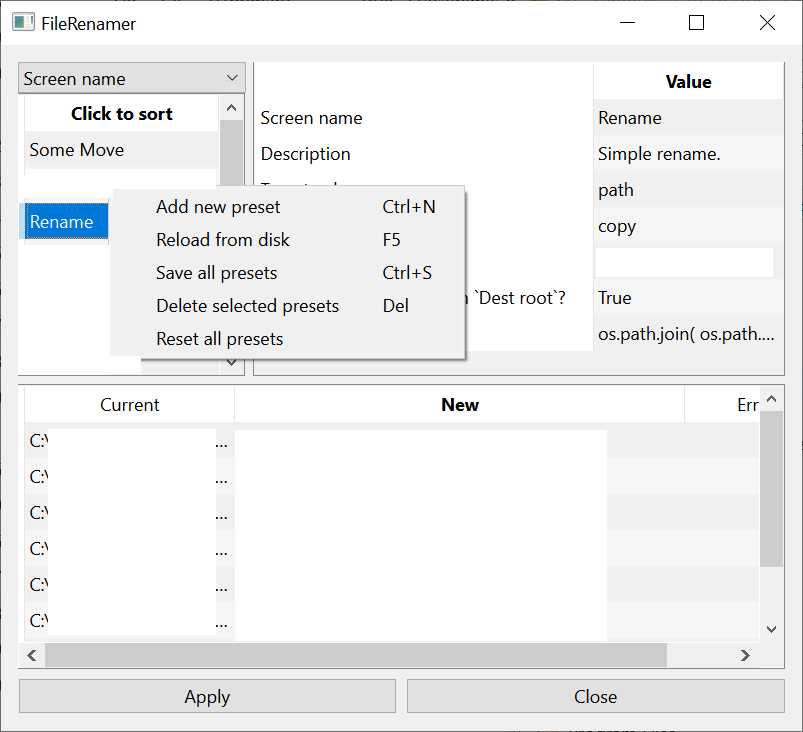 FileRenamer
Screen name
Click to sort
Some Move
Rename
Value
Screen name Rename
Description Simple rename.
path
copy
`Dest root`? True
os.path.join( os.path....
Add new preset Ctrl+N
Reload from disk F5
Save all presets Ctrl+S
Delete selected presets Del
Reset all presets
Current New Err
C:\ ...
C:\ ...
C:\ ...
C:\ ...
C:\ ...
C:\ ...
Apply Close